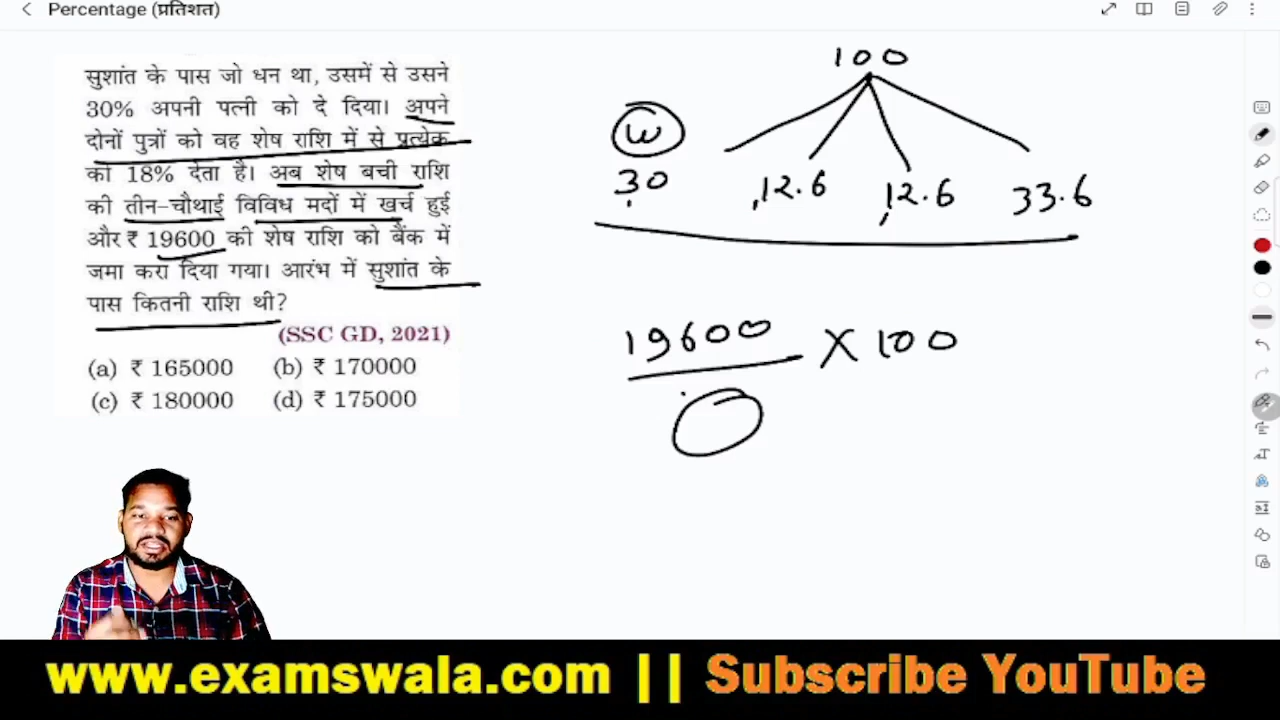 Percentage (प्रतिशत)
सुशांत के पास जो धन था, उसमें से उसने
30% अपनी पत्नी को दे दिया। अपने
दोनों पुत्रों को वह शेष राशि में से प्रत्येक
को 18% देता है। अब शेष बची राशि
की तीन-चौथाई विविध मदों में खर्च हुई
और ₹ 19600 की शेष राशि को बैंक में
जमा करा दिया गया। आरंभ में सुशांत के
पास कितनी राशि थी?
(SSC GD, 2021)
(a) ₹ 165000 (b) ₹ 170000
(c) ₹ 180000 (d) ₹ 175000
100
W
30 12.6 12.6 33.6
19600 X 100
www.examswala.com || Subscribe YouTube